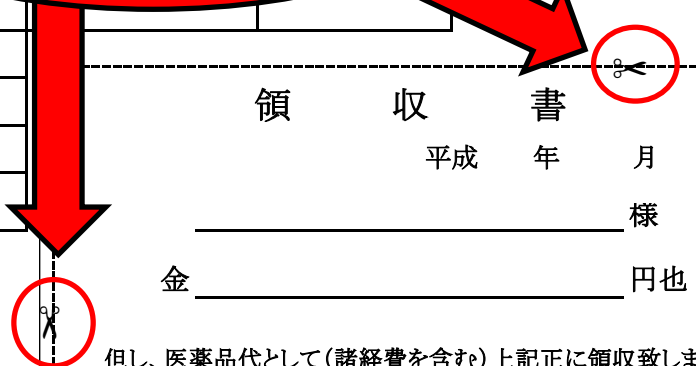 領 収 書
平成 年 月
様
金 円也
但し、医薬品代として(諸経費を含む)上記正に領収致しま